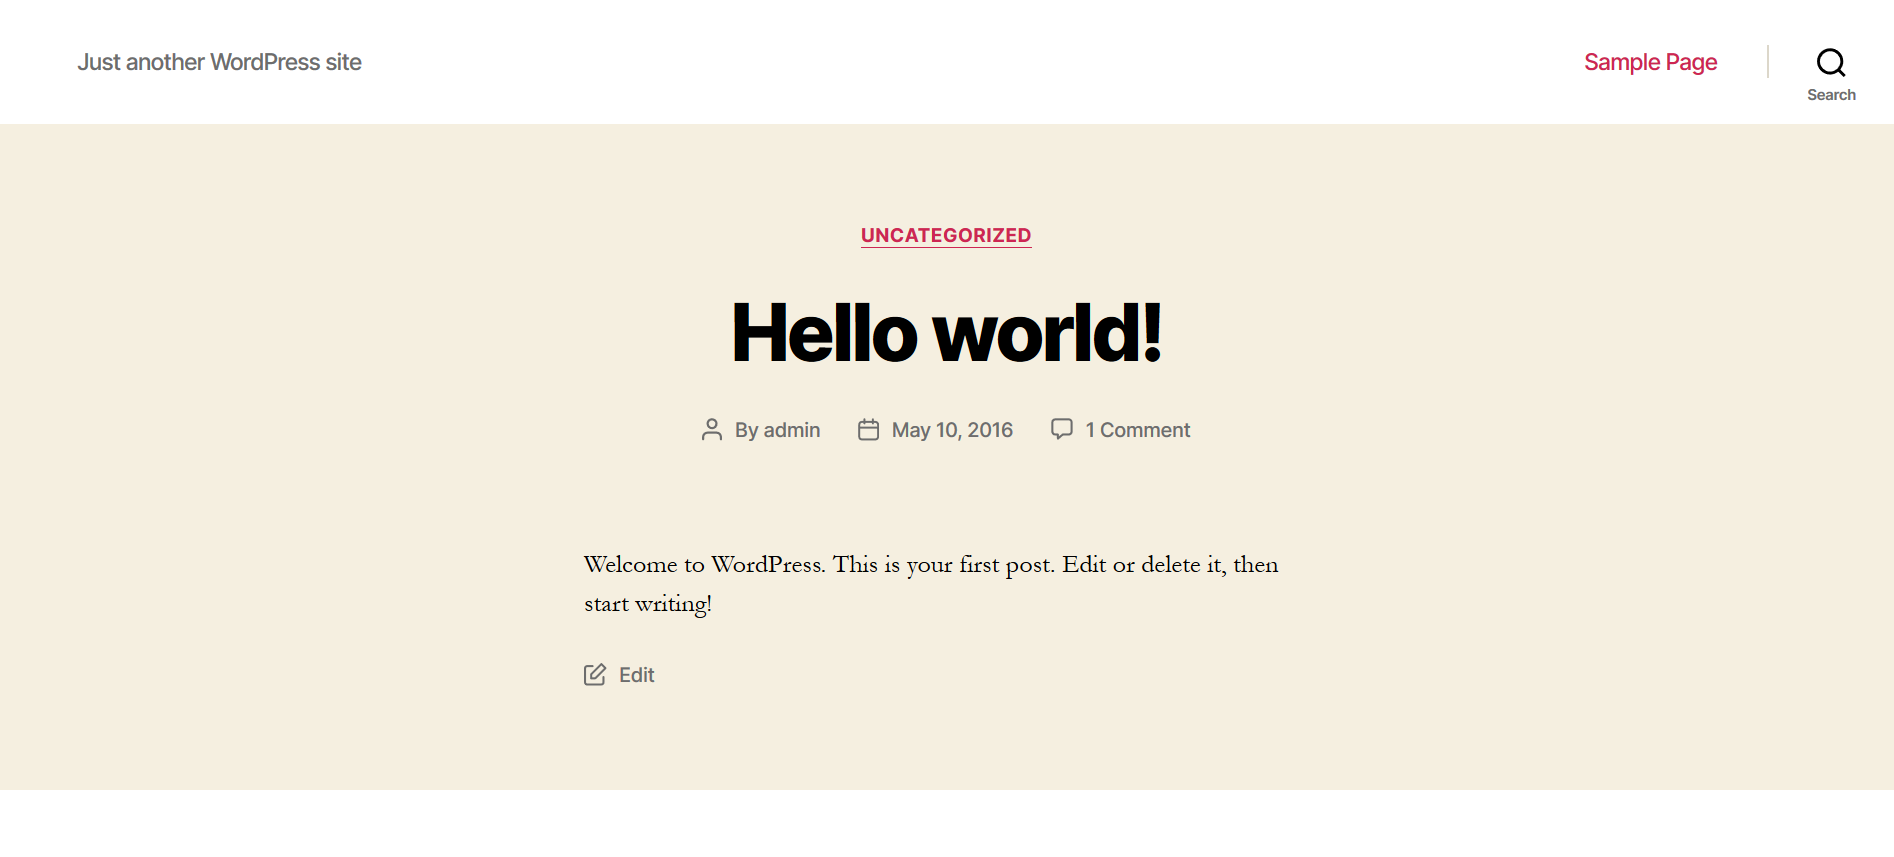 Just another WordPress site
Sample Page
Search
UNCATEGORIZED
Hello world!
By admin
May 10, 2016
1 Comment
Welcome to WordPress. This is your first post. Edit or delete it, then
start writing!
Edit